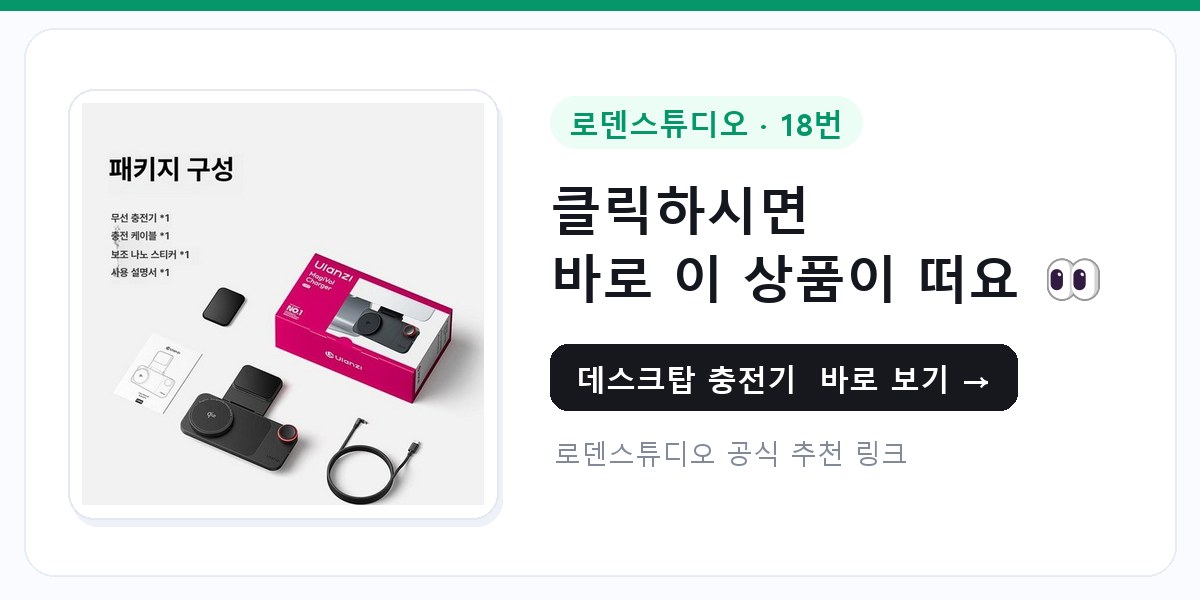 로덴스튜디오 · 18번
클릭하시면
바로 이 상품이 떠요 👀
데스크탑 충전기 바로 보기 →
로덴스튜디오 공식 추천 링크
패키지 구성
무선 충전기 *1
충전 케이블 *1
보조 나노 스티커 *1
사용 설명서 *1
Ulanzi
MagiVol
Charger
NO.1
Ulanzi